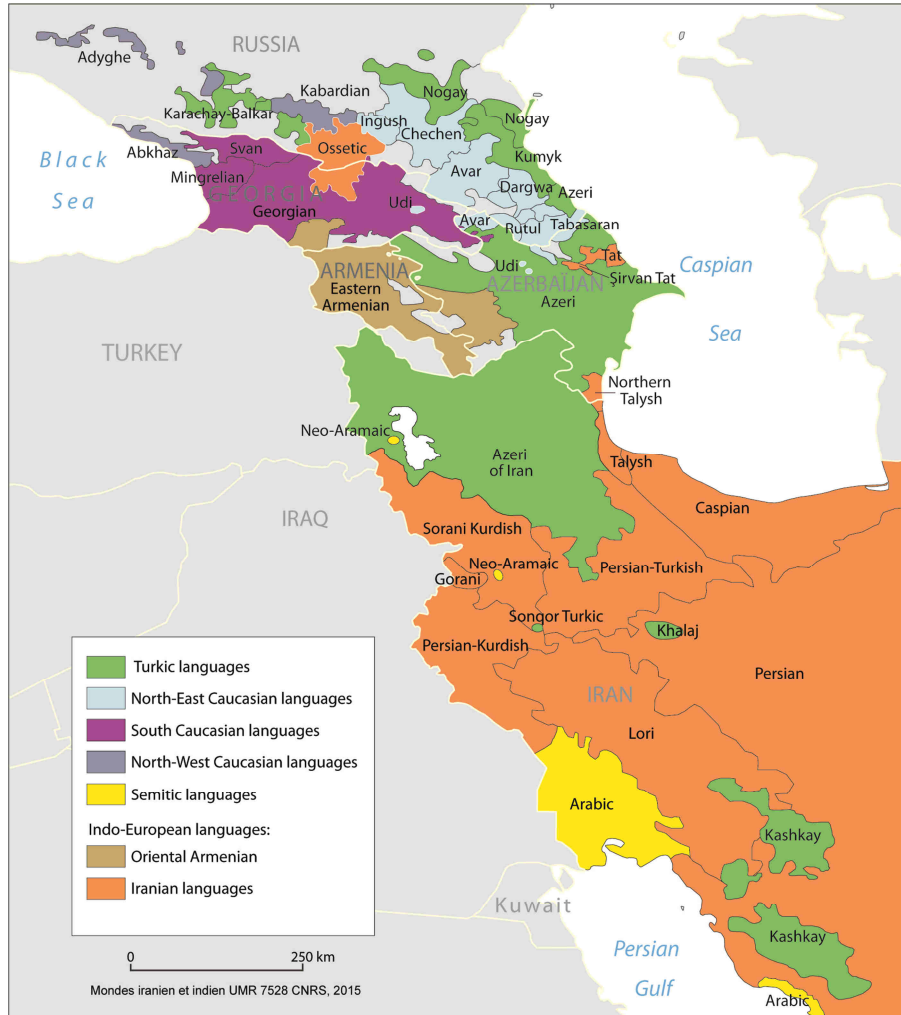 RUSSIA
Adyghe
Kabardian
Nogay
Karachay-Balkar
Ingush
Chechen
Nogay
Ossetic
Abkhaz
Svan
Kumyk
Black
Sea
Mingrelian
Avar
Dargwa
Azeri
GEORGIA
Georgian
Udi
Avar
Rutul
Tabasaran
Tat
Caspian
Sea
ARMENIA
Eastern
Armenian
Udi
AZERBAÏJAN
Şirvan Tat
Azeri
TURKEY
Northern
Talysh
Neo-Aramaic
Azeri
of Iran
Talysh
Caspian
IRAQ
Sorani Kurdish
Neo-Aramaic
Gorani
Persian-Turkish
Sonqor Turkic
Khalaj
Persian-Kurdish
Persian
IRAN
Lori
Arabic
Kashkay
Kuwait
Kashkay
Persian
Gulf
Arabic
Turkic languages
North-East Caucasian languages
South Caucasian languages
North-West Caucasian languages
Semitic languages
Indo-European languages:
Oriental Armenian
Iranian languages
0 250 km
Mondes iranien et indien UMR 7528 CNRS, 2015